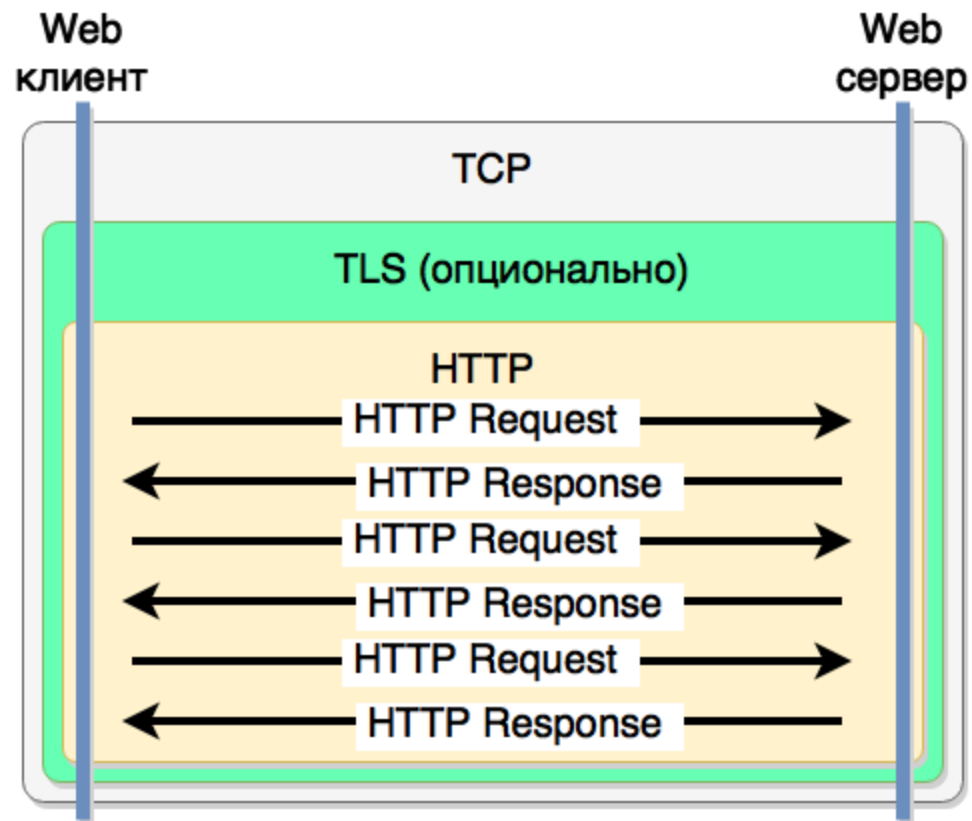 Web
клиент
Web
сервер
TCP
TLS (опционально)
HTTP
HTTP Request
HTTP Response
HTTP Request
HTTP Response
HTTP Request
HTTP Response